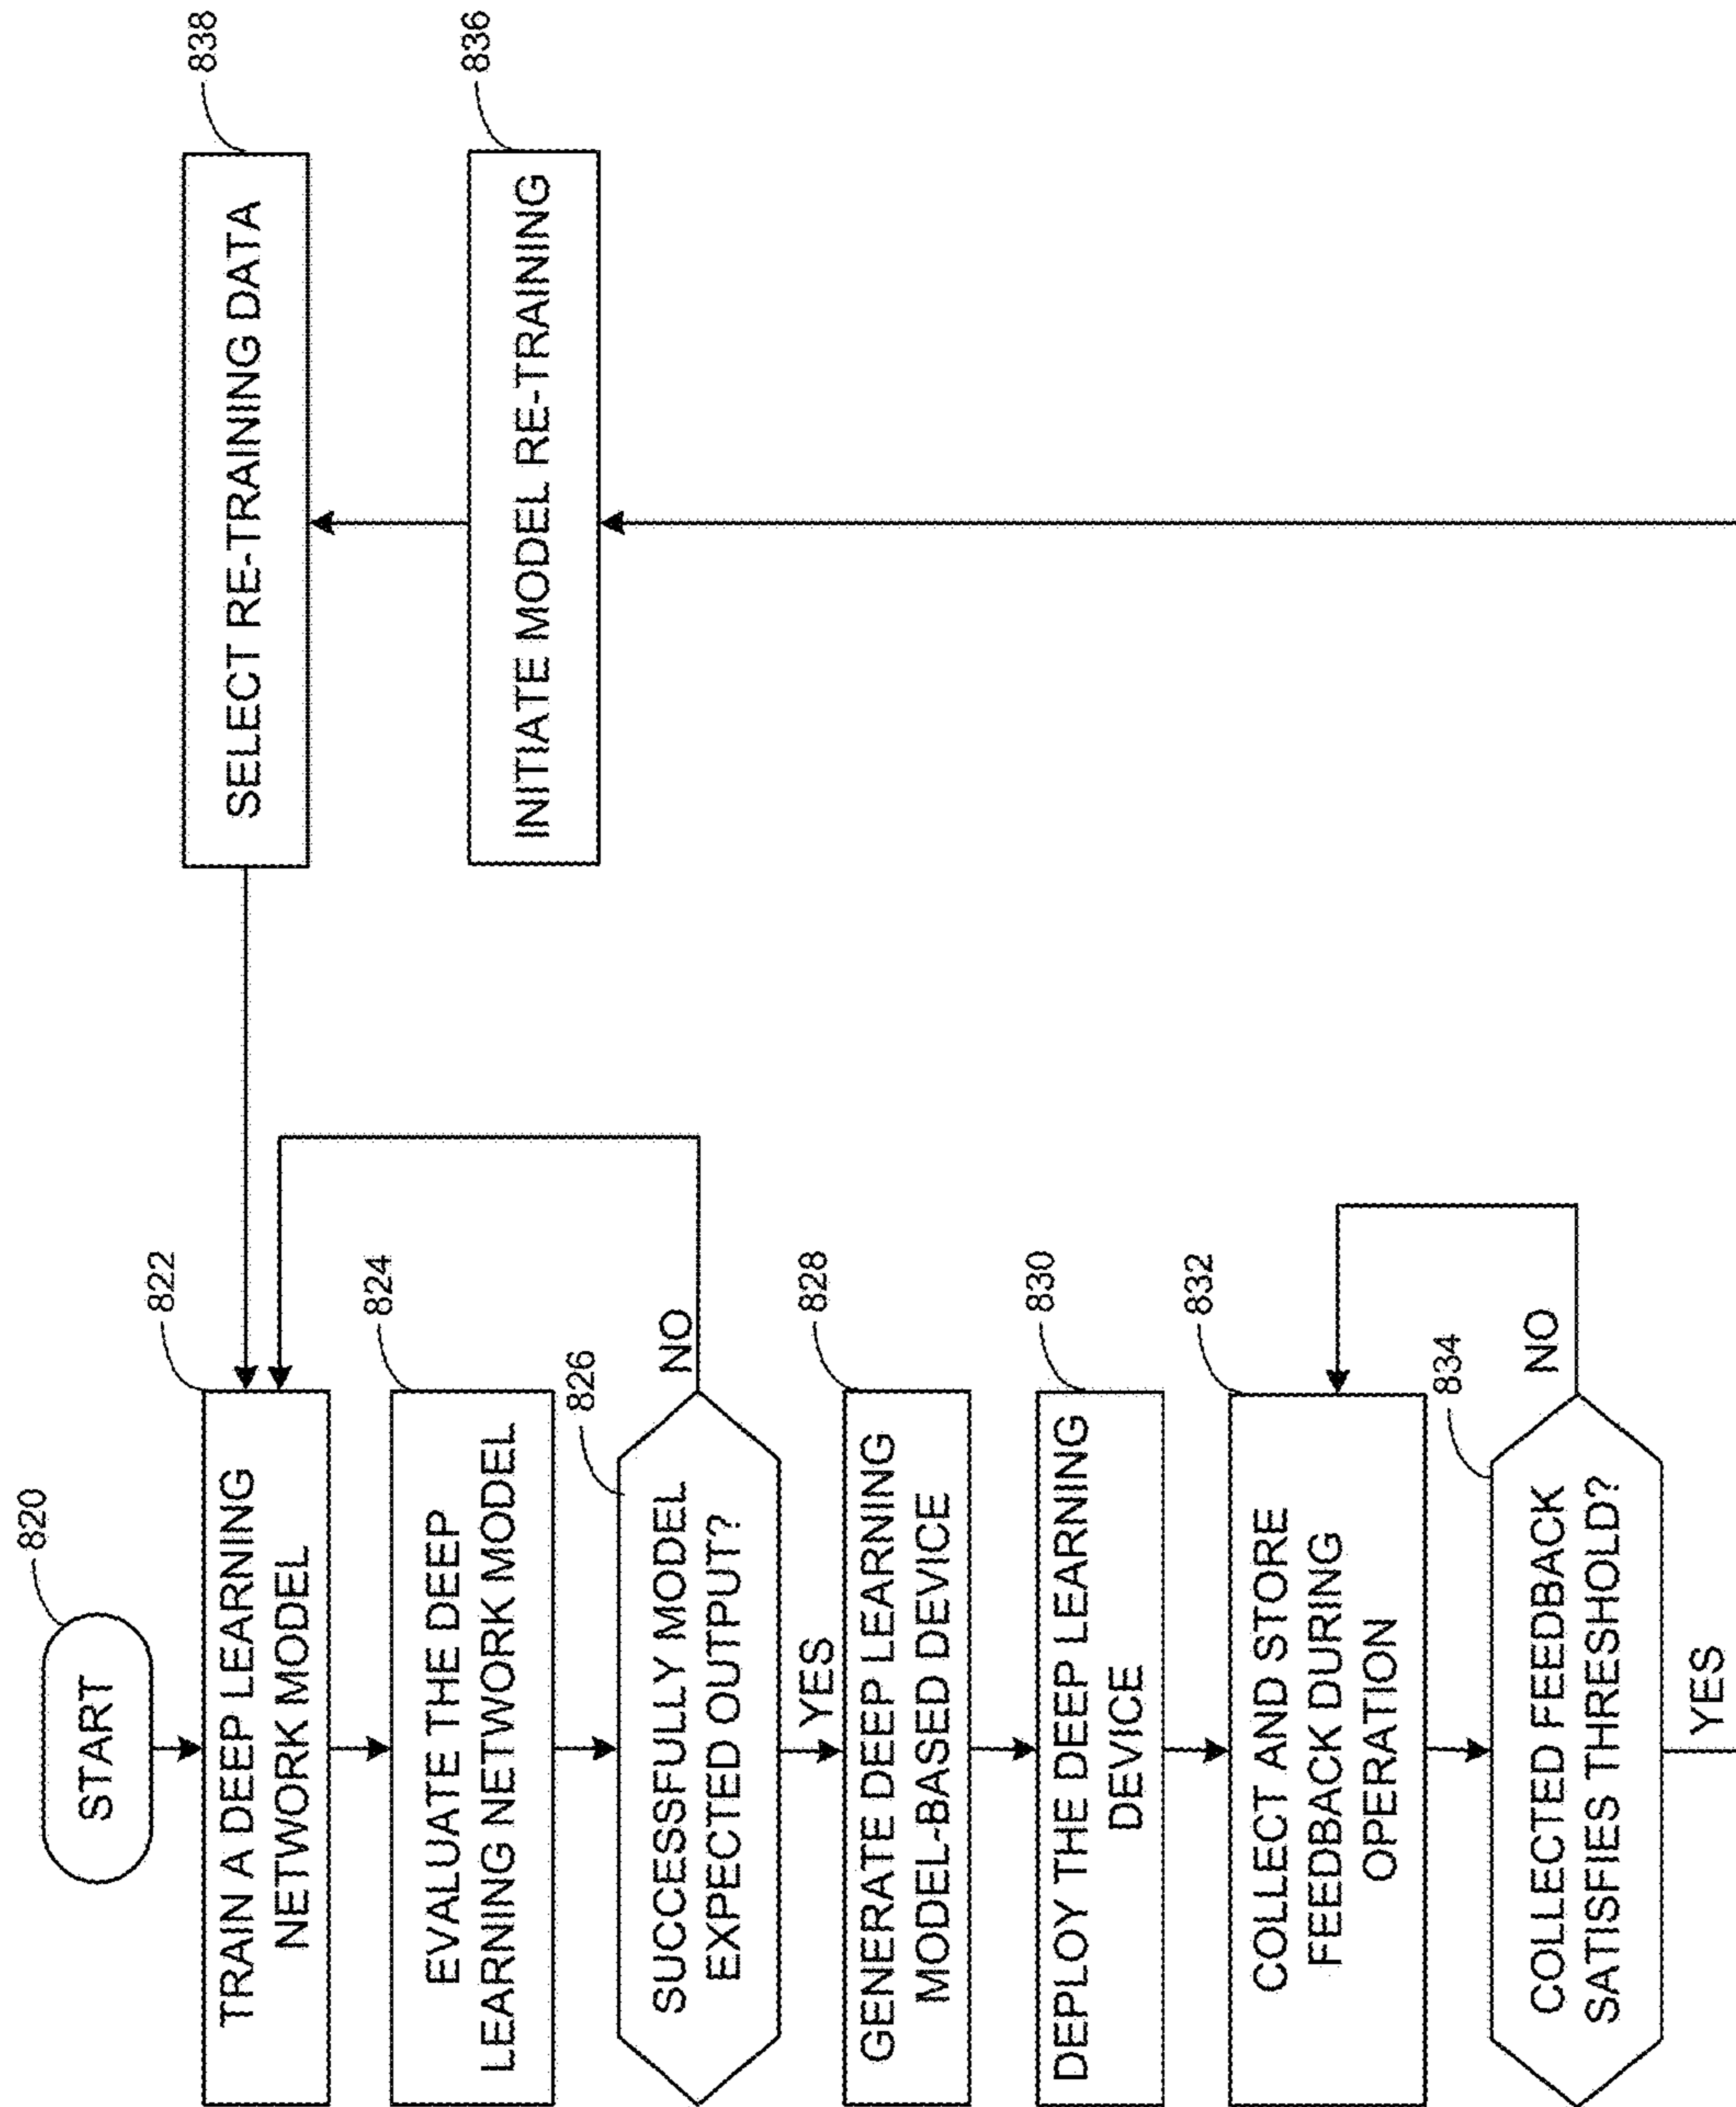 820
START
822
TRAIN A DEEP LEARNING
NETWORK MODEL
824
EVALUATE THE DEEP
LEARNING NETWORK MODEL
826
SUCCESSFULLY MODEL
EXPECTED OUTPUT?
NO
YES
828
GENERATE DEEP LEARNING
MODEL-BASED DEVICE
830
DEPLOY THE DEEP LEARNING
DEVICE
832
COLLECT AND STORE
FEEDBACK DURING
OPERATION
834
COLLECTED FEEDBACK
SATISFIES THRESHOLD?
NO
YES
838
SELECT RE-TRAINING DATA
836
INITIATE MODEL RE-TRAINING